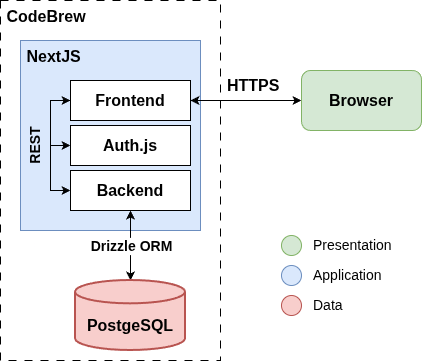 CodeBrew
NextJS
Frontend
HTTPS
Browser
REST
Auth.js
Backend
Drizzle ORM
PostgeSQL
Presentation
Application
Data